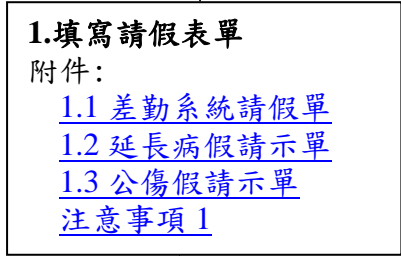 1.填寫請假表單
附件：
1.1 差勤系統請假單
1.2 延長病假請示單
1.3 公傷假請示單
注意事項 1